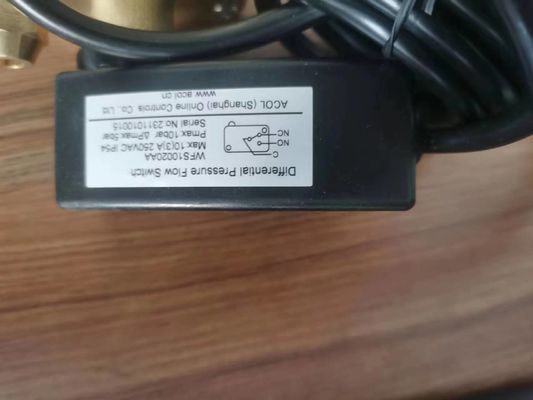 Differential Pressure Flow Switch
WFS10020AA
Max 10(3)A 250VAC IP54
Pmax 10bar ΔPmax 5bar
Serial No.2311010015
C
NO
NC
ACOL (Shanghai) Online Controls Co., Ltd
www.acol.cn